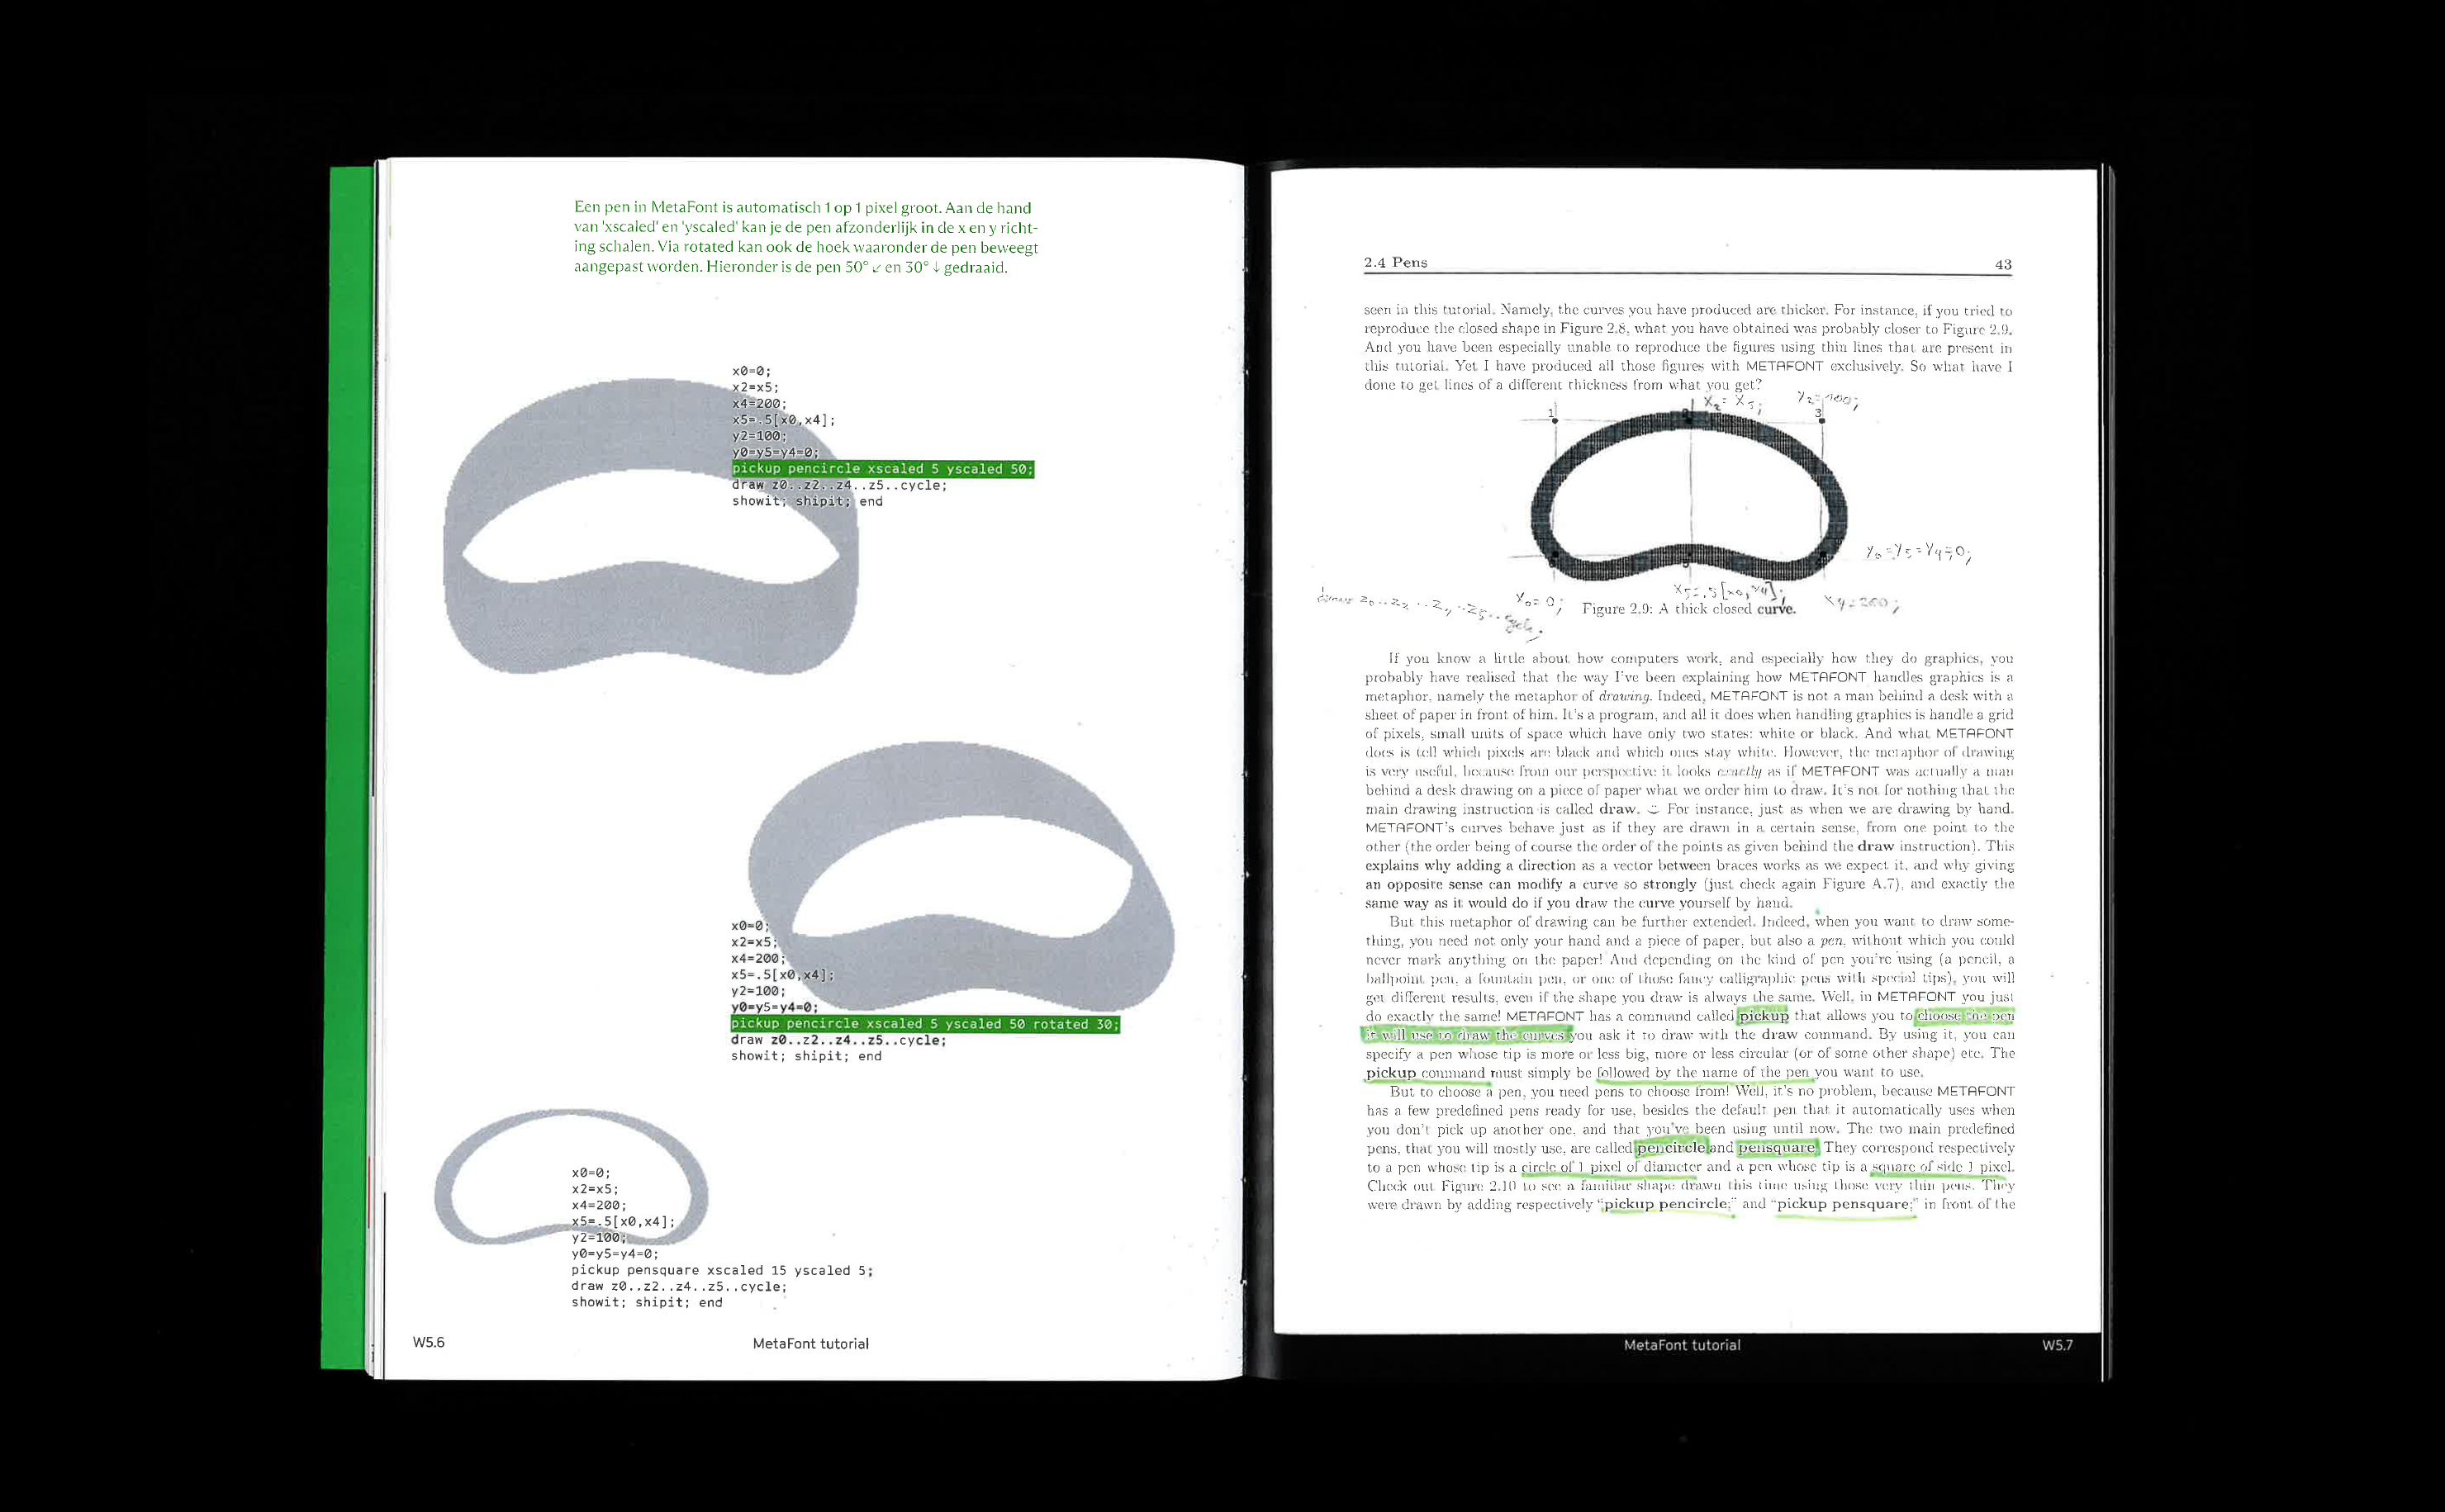 Een pen in MetaFont is automatisch 1 op 1 pixel groot. Aan de hand
van 'xscaled' en 'yscaled' kan je de pen afzonderlijk in de x en y richt-
ing schalen. Via rotated kan ook de hoek waaronder de pen beweegt
aangepast worden. Hieronder is de pen 50° ↙ en 30° ↓ gedraaid.
x0=0;
x2=x5;
x4=200;
x5=.5[x0,x4];
y2=100;
y0=y5=y4=0;
pickup pencircle xscaled 5 yscaled 50;
draw z0..z2..z4..z5..cycle;
showit; shipit; end
x0=0;
x2=x5;
x4=200;
x5=.5[x0,x4];
y2=100;
y0=y5=y4=0;
pickup pencircle xscaled 5 yscaled 50 rotated 30;
draw z0..z2..z4..z5..cycle;
showit; shipit; end
x0=0;
x2=x5;
x4=200;
x5=.5[x0,x4];
y2=100;
y0=y5=y4=0;
pickup pensquare xscaled 15 yscaled 5;
draw z0..z2..z4..z5..cycle;
showit; shipit; end
W5.6 MetaFont tutorial
2.4 Pens 43
seen in this tutorial. Namely, the curves you have produced are thicker. For instance, if you tried to
reproduce the closed shape in Figure 2.8, what you have obtained was probably closer to Figure 2.9.
And you have been especially unable to reproduce the figures using thin lines that are present in
this tutorial. Yet I have produced all those figures with METAFONT exclusively. So what have I
done to get lines of a different thickness from what you get?
x2=x5; y2=100;
1 3
y0=y5=y4=0;
x5=.5[x0,x4];
draw z0..z2..z4..z5..cycle; x0=0; x4=200;
Figure 2.9: A thick closed curve.
If you know a little about how computers work, and especially how they do graphics, you
probably have realised that the way I've been explaining how METAFONT handles graphics is a
metaphor, namely the metaphor of drawing. Indeed, METAFONT is not a man behind a desk with a
sheet of paper in front of him. It's a program, and all it does when handling graphics is handle a grid
of pixels, small units of space which have only two states: white or black. And what METAFONT
does is tell which pixels are black and which ones stay white. However, the metaphor of drawing
is very useful, because from our perspective it looks exactly as if METAFONT was actually a man
behind a desk drawing on a piece of paper what we order him to draw. It's not for nothing that the
main drawing instruction is called draw. ☺ For instance, just as when we are drawing by hand,
METAFONT's curves behave just as if they are drawn in a certain sense, from one point to the
other (the order being of course the order of the points as given behind the draw instruction). This
explains why adding a direction as a vector between braces works as we expect it, and why giving
an opposite sense can modify a curve so strongly (just check again Figure A.7), and exactly the
same way as it would do if you draw the curve yourself by hand.
But this metaphor of drawing can be further extended. Indeed, when you want to draw some-
thing, you need not only your hand and a piece of paper, but also a pen, without which you could
never mark anything on the paper! And depending on the kind of pen you're using (a pencil, a
ballpoint pen, a fountain pen, or one of those fancy calligraphic pens with special tips), you will
get different results, even if the shape you draw is always the same. Well, in METAFONT you just
do exactly the same! METAFONT has a command called pickup that allows you to choose the pen
it will use to draw the curves you ask it to draw with the draw command. By using it, you can
specify a pen whose tip is more or less big, more or less circular (or of some other shape) etc. The
pickup command must simply be followed by the name of the pen you want to use.
But to choose a pen, you need pens to choose from! Well, it's no problem, because METAFONT
has a few predefined pens ready for use, besides the default pen that it automatically uses when
you don't pick up another one, and that you've been using until now. The two main predefined
pens, that you will mostly use, are called pencircle and pensquare. They correspond respectively
to a pen whose tip is a circle of 1 pixel of diameter and a pen whose tip is a square of side 1 pixel.
Check out Figure 2.10 to see a familiar shape drawn this time using those very thin pens. They
were drawn by adding respectively "pickup pencircle;" and "pickup pensquare;" in front of the
MetaFont tutorial W5.7